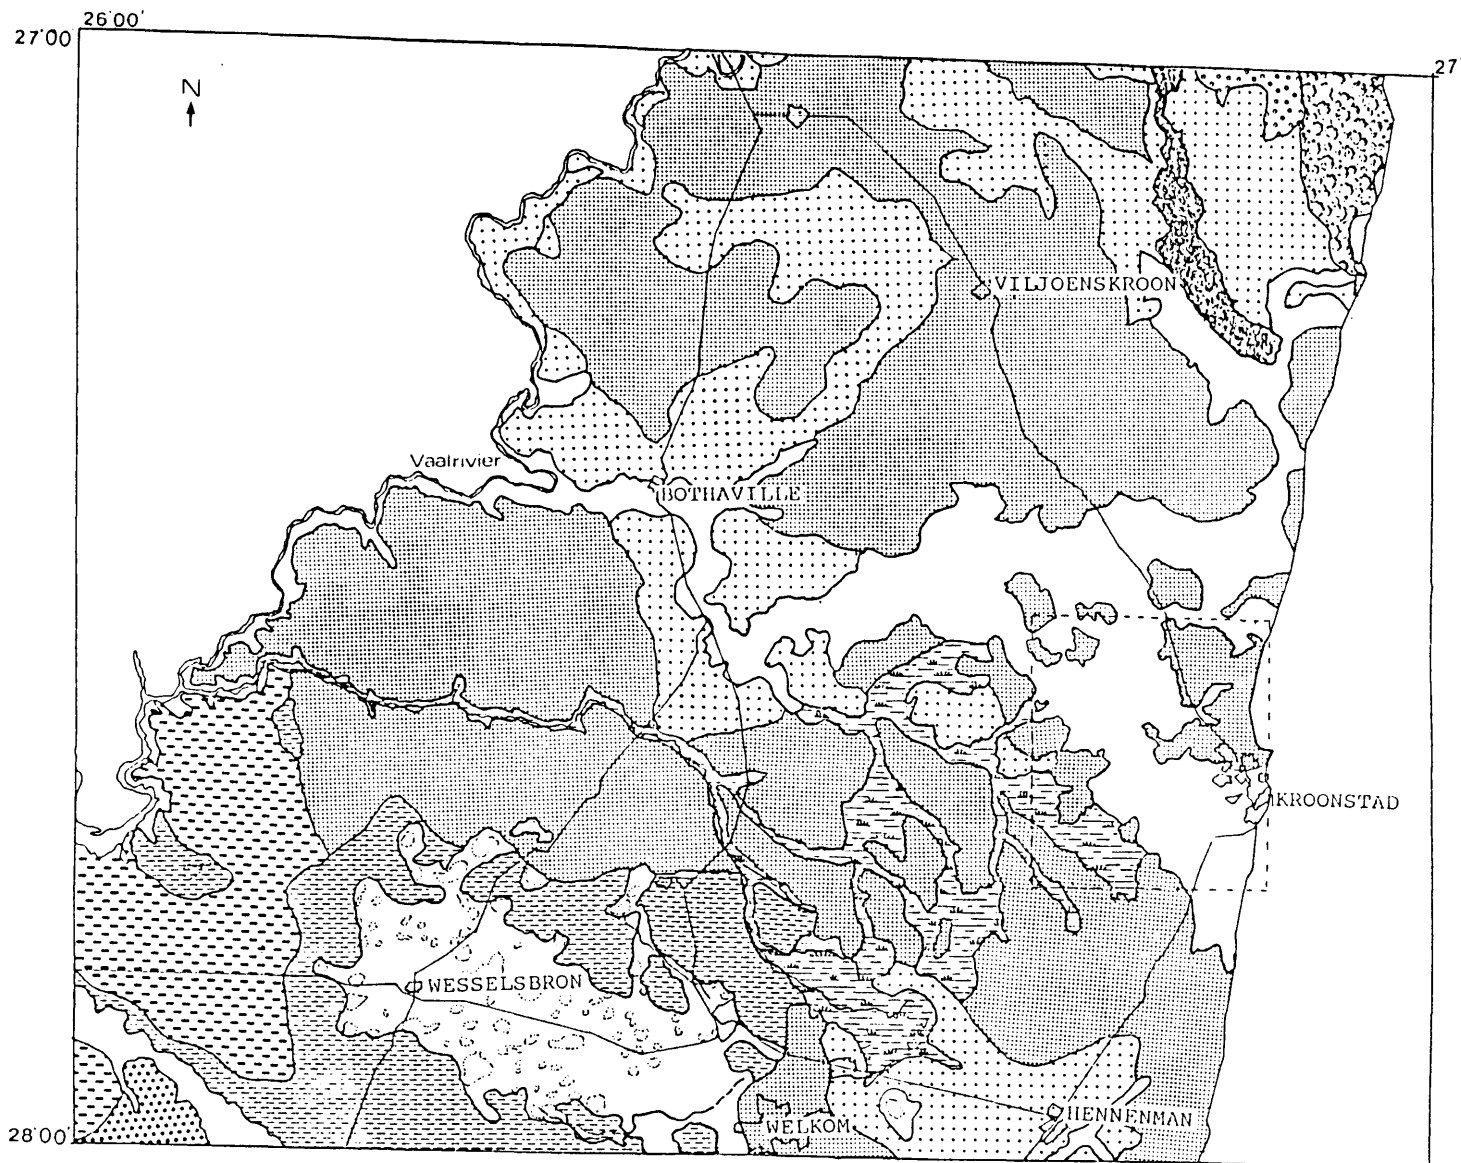 26°00'
27°00
27°
N
VILJOENSKROON
Vaalrivier
BOTHAVILLE
KROONSTAD
WESSELSBRON
HENNENMAN
WELKOM
28°00'